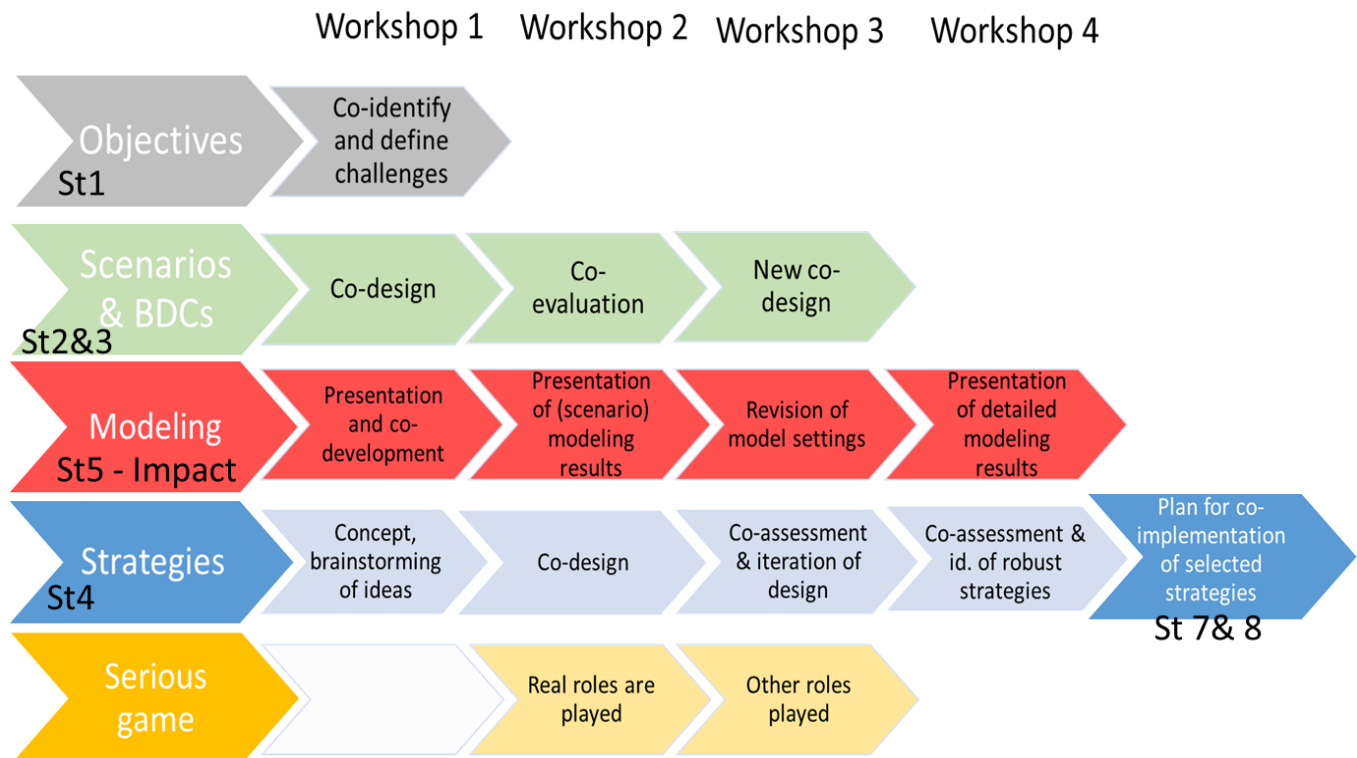 Workshop 1 Workshop 2 Workshop 3 Workshop 4
Objectives
St1
Co-identify
and define
challenges
Scenarios
& BDCs
St2&3
Co-design
Co-
evaluation
New co-
design
Modeling
St5 - Impact
Presentation
and co-
development
Presentation
of (scenario)
modeling
results
Revision of
model settings
Presentation
of detailed
modeling
results
Strategies
St4
Concept,
brainstorming
of ideas
Co-design
Co-assessment
& iteration of
design
Co-assessment &
id. of robust
strategies
Plan for co-
implementation
of selected
strategies
St 7& 8
Serious
game
Real roles are
played
Other roles
played